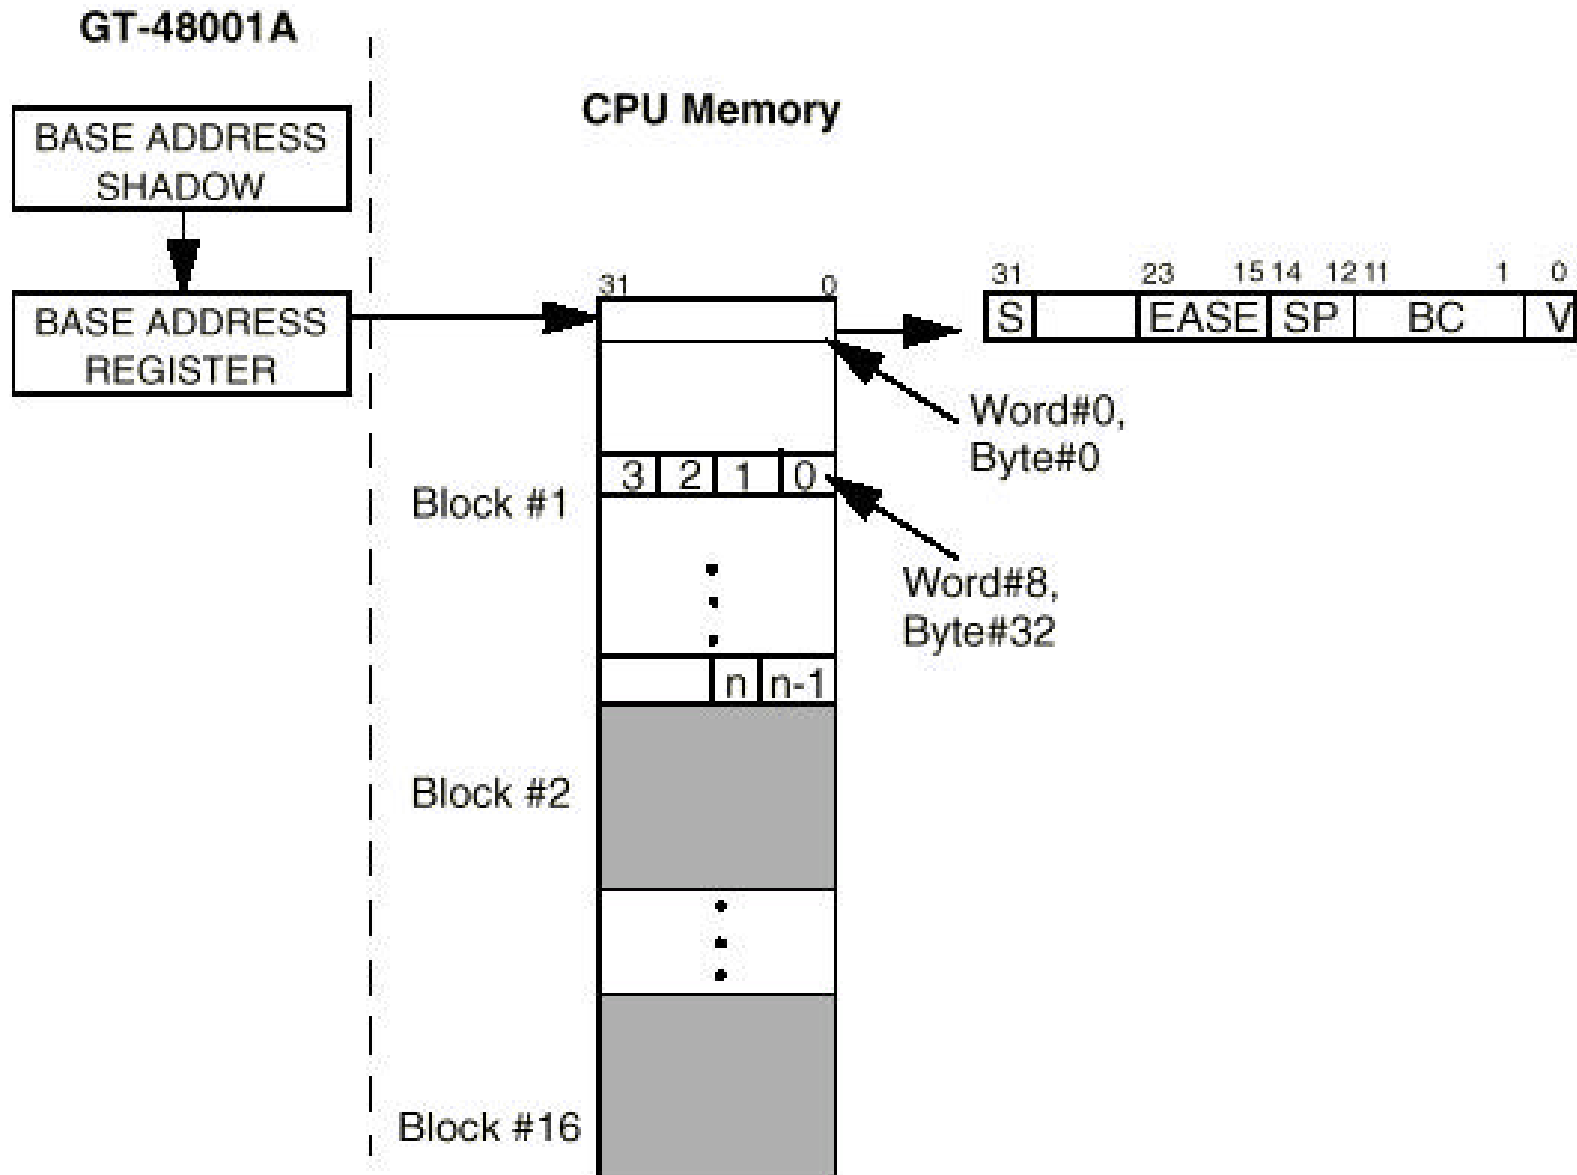 GT-48001A
CPU Memory
BASE ADDRESS
SHADOW
BASE ADDRESS
REGISTER
31 0
31 23 15 14 12 11 1 0
S EASE SP BC V
Word#0,
Byte#0
3 2 1 0
Block #1
Word#8,
Byte#32
n n-1
Block #2
Block #16